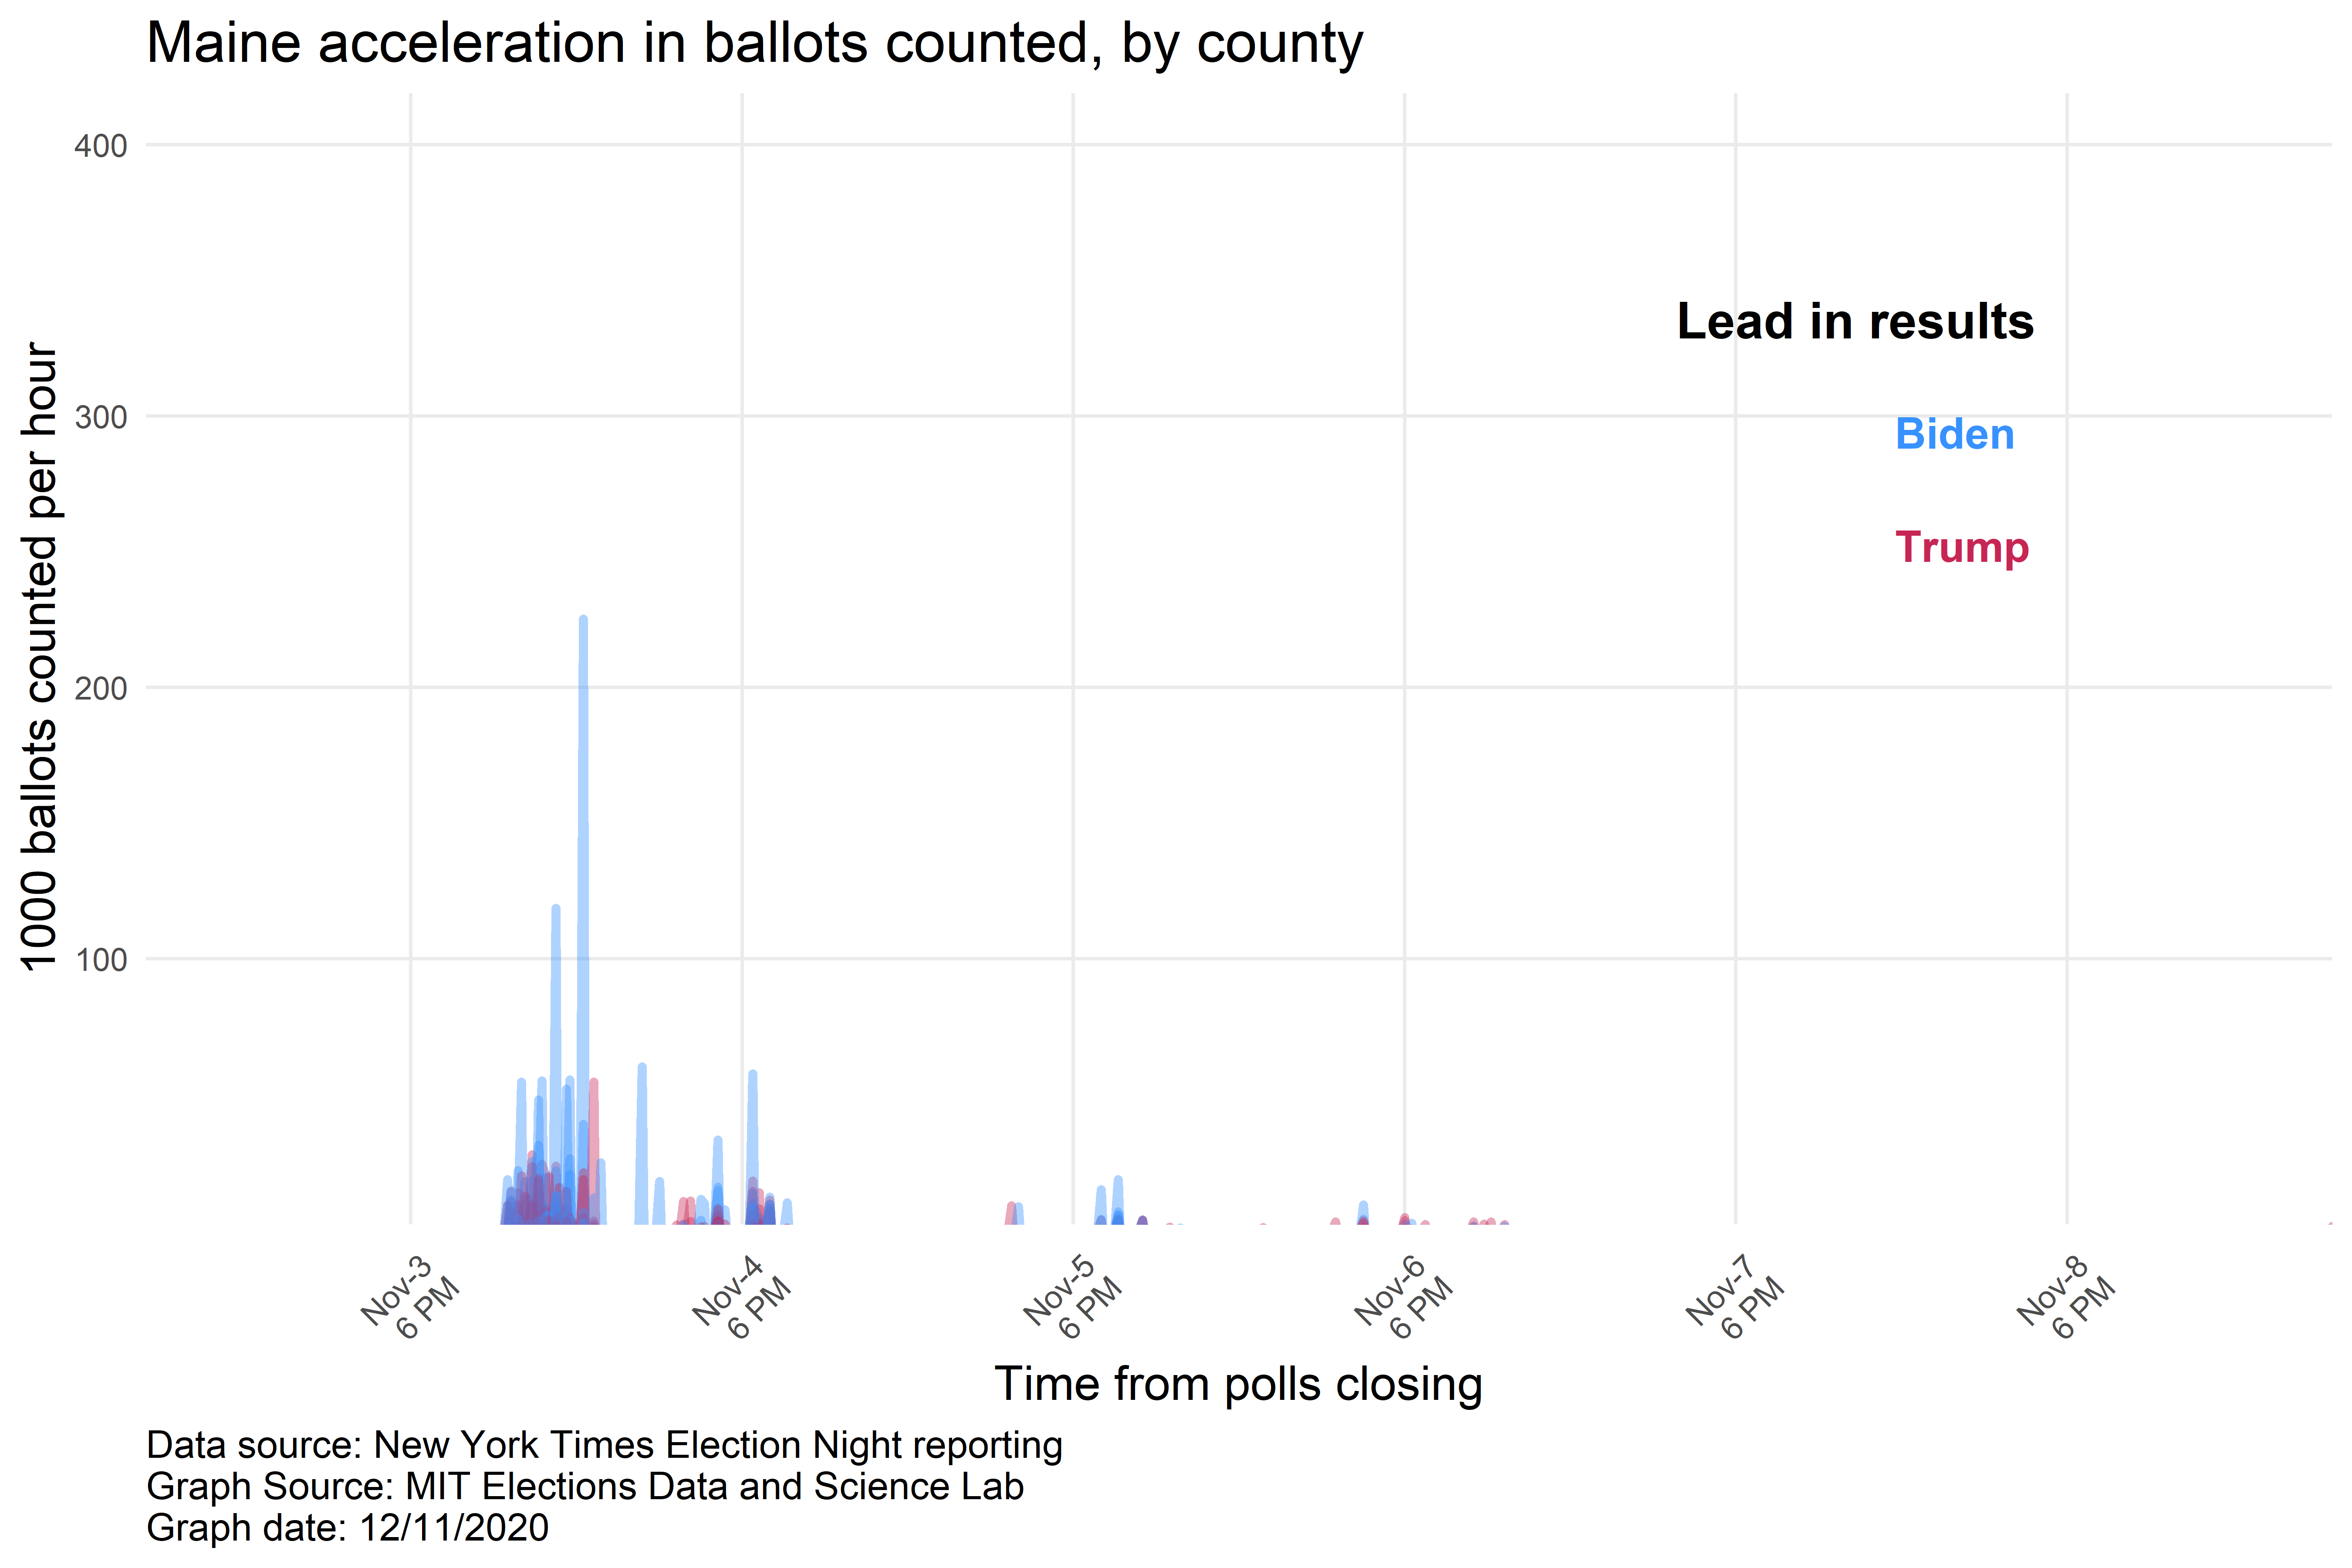 Maine acceleration in ballots counted, by county
1000 ballots counted per hour
400
300
200
100
Lead in results
Biden
Trump
Nov-3
6 PM
Nov-4
6 PM
Nov-5
6 PM
Nov-6
6 PM
Nov-7
6 PM
Nov-8
6 PM
Time from polls closing
Data source: New York Times Election Night reporting
Graph Source: MIT Elections Data and Science Lab
Graph date: 12/11/2020